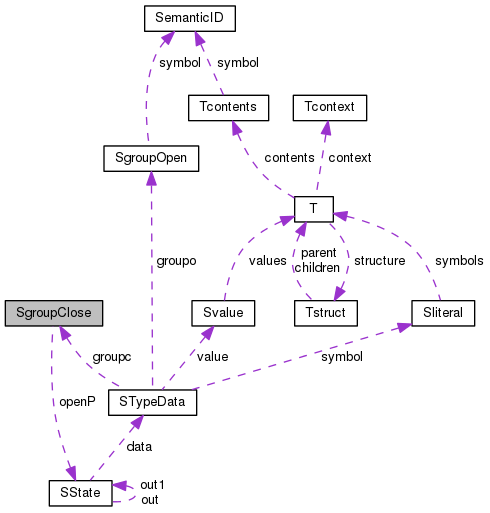 SemanticID
symbol
symbol
Tcontents
Tcontext
contents
context
SgroupOpen
T
groupo
values
parent
children
structure
symbols
SgroupClose
Svalue
Tstruct
Sliteral
groupc
value
symbol
openP
STypeData
data
SState
out1
out